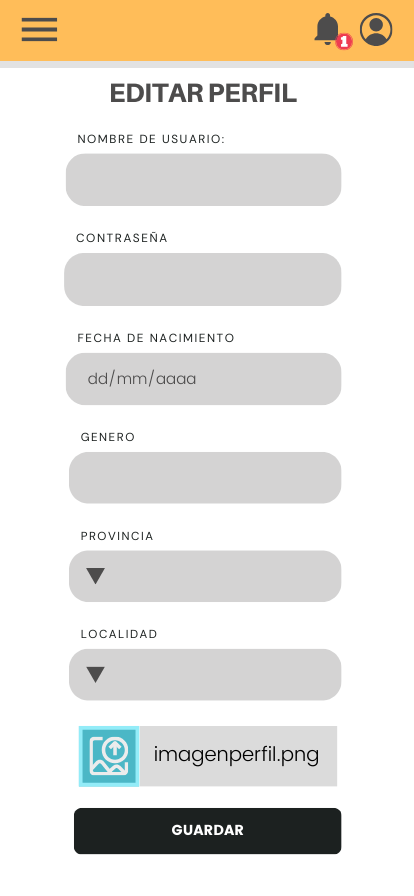 1
EDITAR PERFIL
NOMBRE DE USUARIO:
CONTRASEÑA
FECHA DE NACIMIENTO
dd/mm/aaaa
GENERO
PROVINCIA
LOCALIDAD
imagenperfil.png
GUARDAR